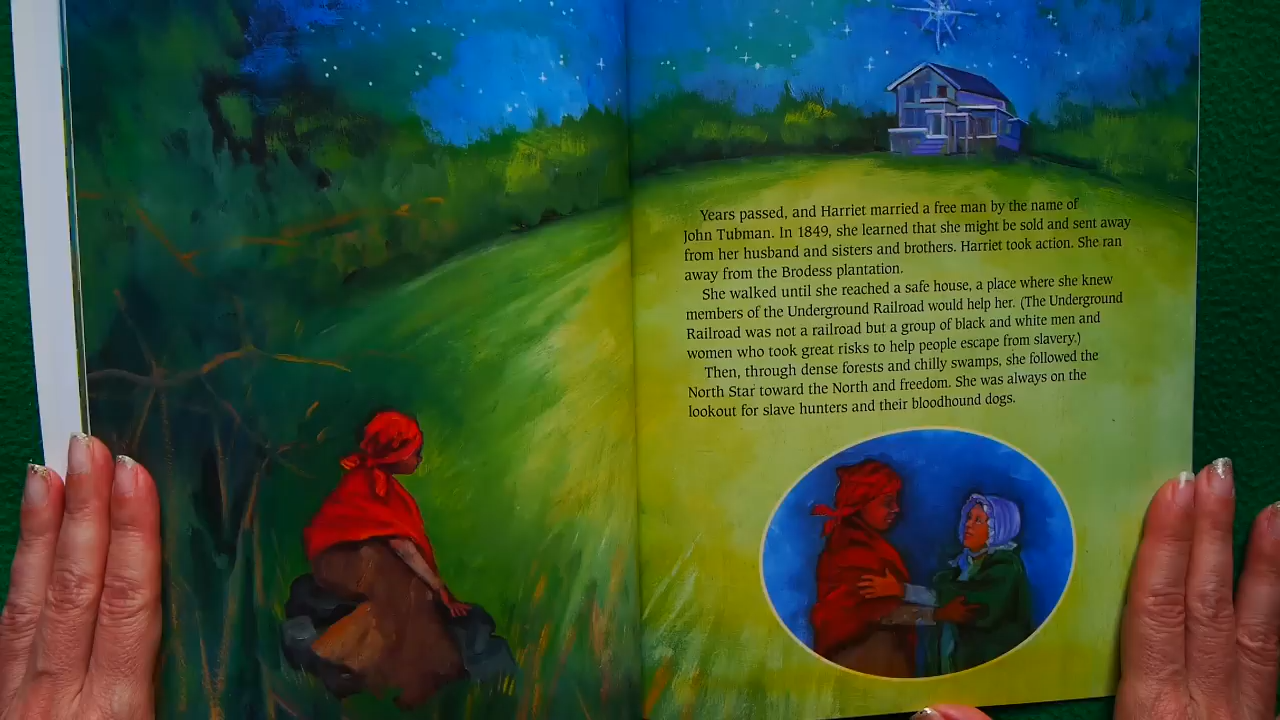 Years passed, and Harriet married a free man by the name of
John Tubman. In 1849, she learned that she might be sold and sent away
from her husband and sisters and brothers. Harriet took action. She ran
away from the Brodess plantation.
She walked until she reached a safe house, a place where she knew
members of the Underground Railroad would help her. (The Underground
Railroad was not a railroad but a group of black and white men and
women who took great risks to help people escape from slavery.)
Then, through dense forests and chilly swamps, she followed the
North Star toward the North and freedom. She was always on the
lookout for slave hunters and their bloodhound dogs.